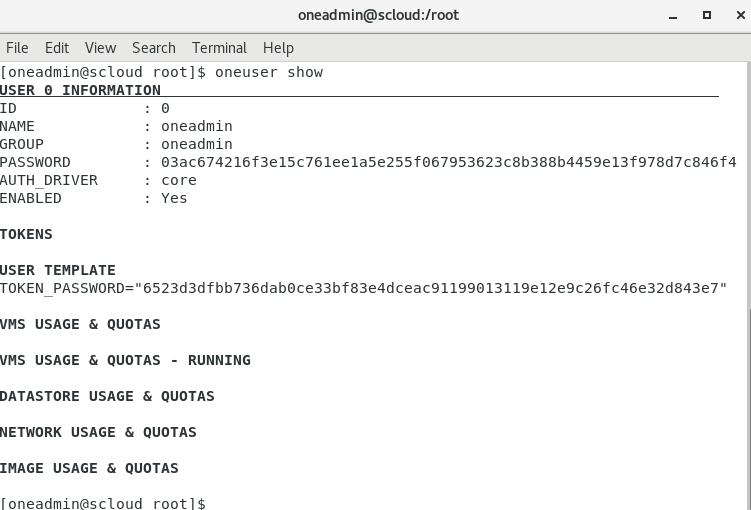 oneadmin@scloud:/root
File Edit View Search Terminal Help
[oneadmin@scloud root]$ oneuser show
USER 0 INFORMATION
ID : 0
NAME : oneadmin
GROUP : oneadmin
PASSWORD : 03ac674216f3e15c761ee1a5e255f067953623c8b388b4459e13f978d7c846f4
AUTH_DRIVER : core
ENABLED : Yes
TOKENS
USER TEMPLATE
TOKEN_PASSWORD="6523d3dfbb736dab0ce33bf83e4dceac91199013119e12e9c26fc46e32d843e7"
VMS USAGE & QUOTAS
VMS USAGE & QUOTAS - RUNNING
DATASTORE USAGE & QUOTAS
NETWORK USAGE & QUOTAS
IMAGE USAGE & QUOTAS
[oneadmin@scloud root]$